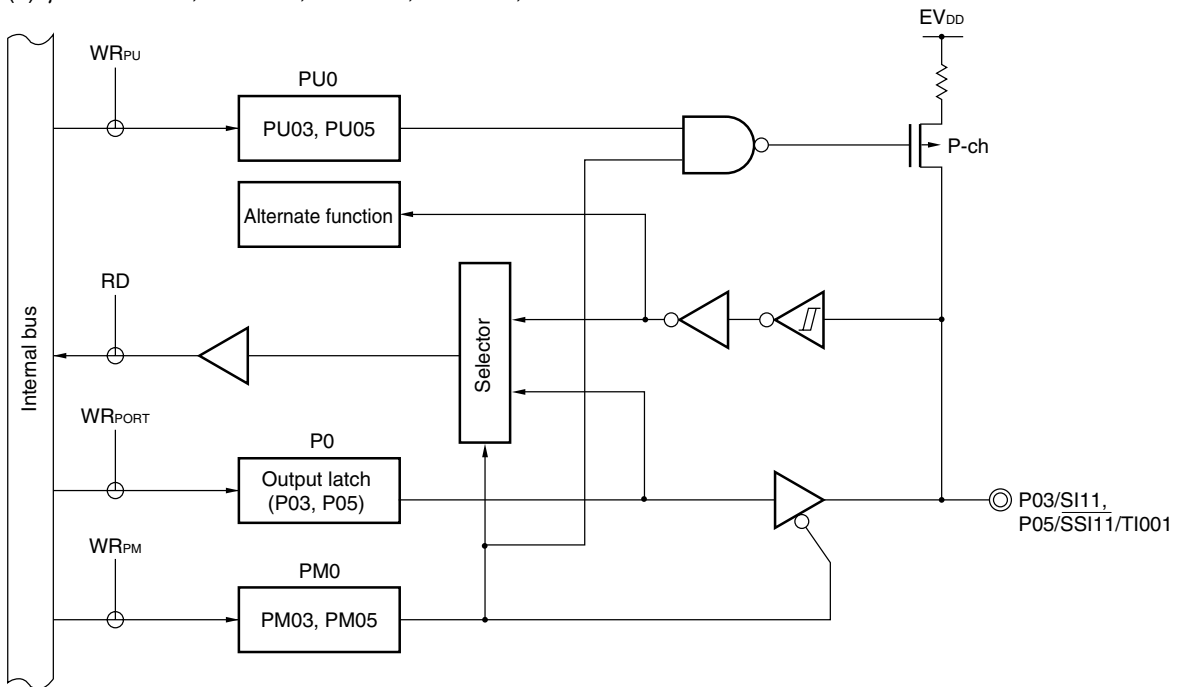 EVDD
WRPU
PU0
PU03, PU05
P-ch
Alternate function
RD
Selector
Internal bus
WRPORT
P0
Output latch
(P03, P05)
P03/SI11,
P05/SSI11/TI001
WRPM
PM0
PM03, PM05